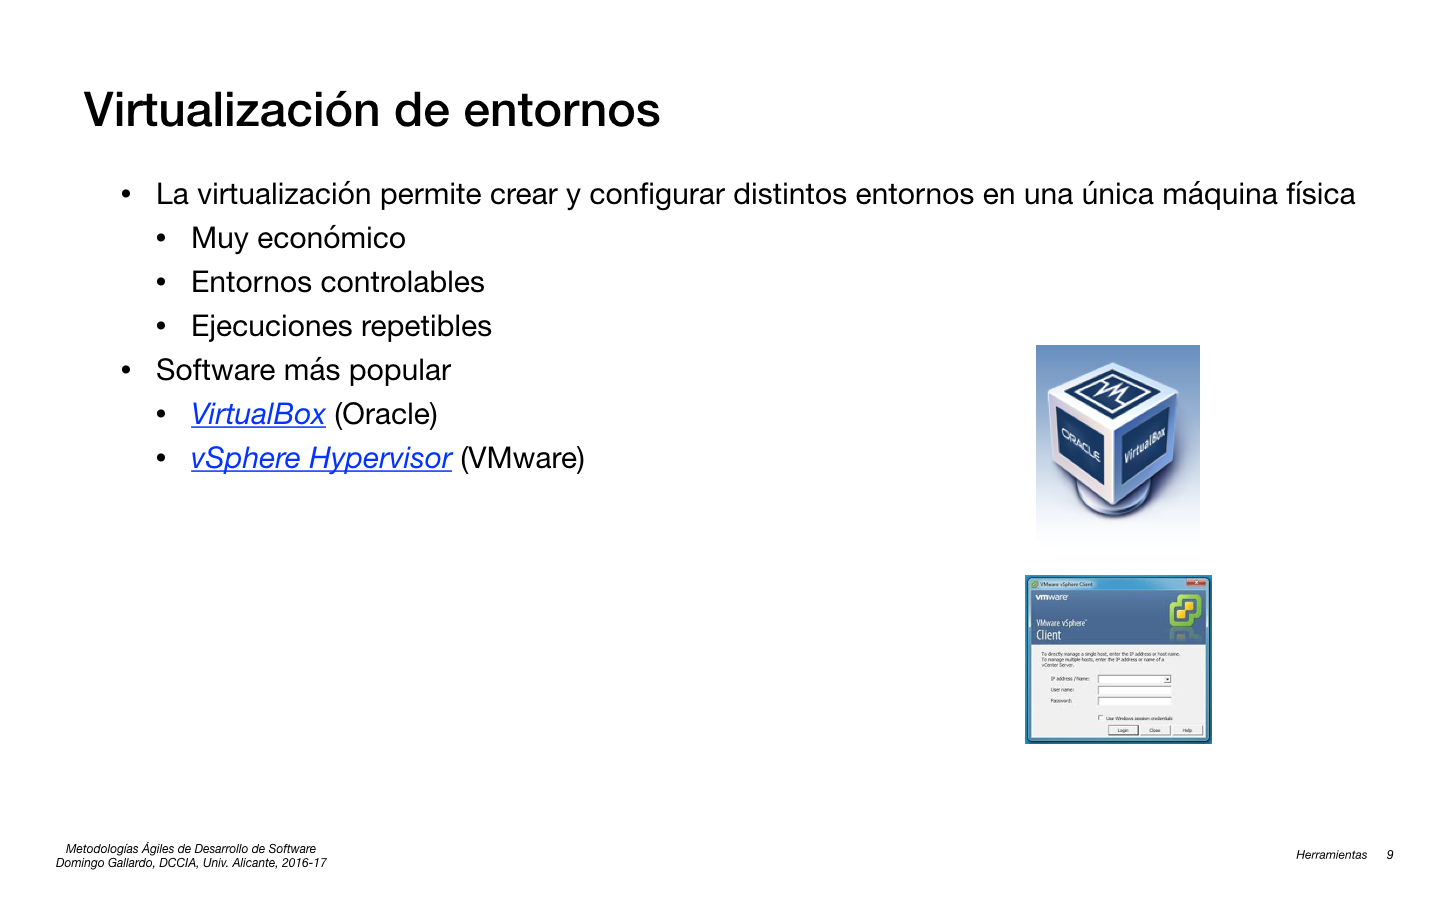 Virtualización de entornos
• La virtualización permite crear y configurar distintos entornos en una única máquina física
• Muy económico
• Entornos controlables
• Ejecuciones repetibles
• Software más popular
• VirtualBox (Oracle)
• vSphere Hypervisor (VMware)
ORACLE
VirtualBox
VMware vSphere Client
vmware
VMware vSphere™
Client
To directly manage a single host, enter the IP address or host name.
To manage multiple hosts, enter the IP address or name of a
vCenter Server.
IP address / Name:
User name:
Password:
Use Windows session credentials
Login Close Help
Metodologías Ágiles de Desarrollo de Software
Domingo Gallardo, DCCIA, Univ. Alicante, 2016-17
Herramientas 9